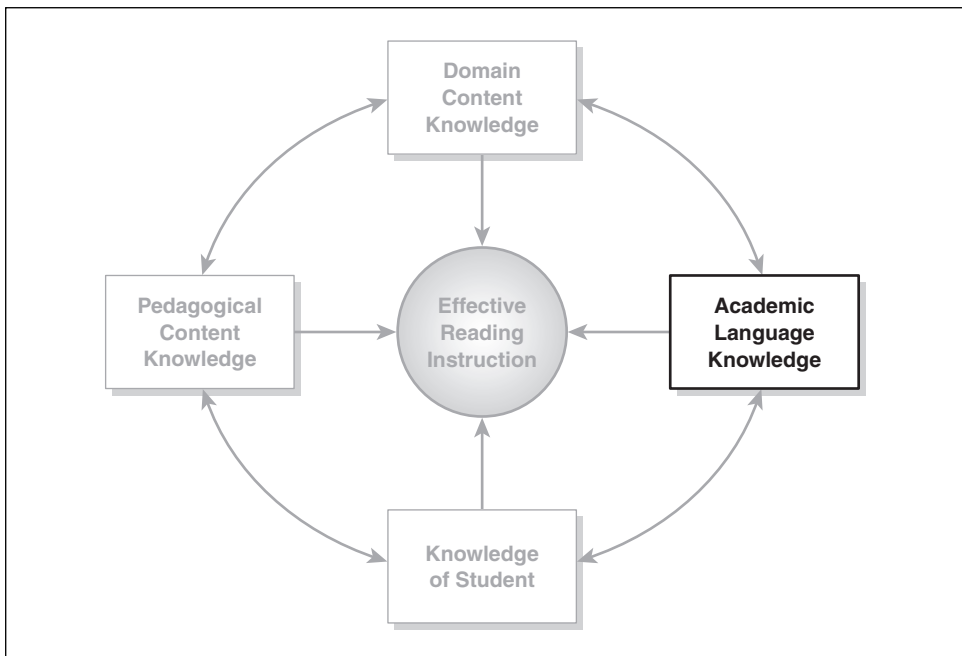 Domain
Content
Knowledge
Pedagogical
Content
Knowledge
Effective
Reading
Instruction
Academic
Language
Knowledge
Knowledge
of Student